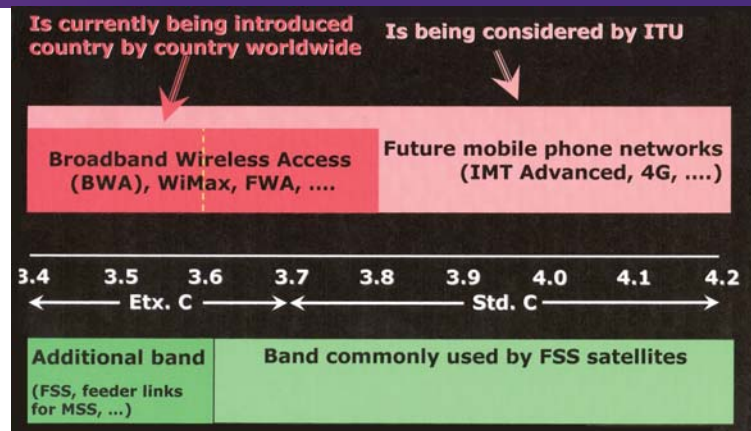 Is currently being introduced
country by country worldwide
Is being considered by ITU
Broadband Wireless Access
(BWA), WiMax, FWA, ....
Future mobile phone networks
(IMT Advanced, 4G, ....)
3.4 3.5 3.6 3.7 3.8 3.9 4.0 4.1 4.2
Etx. C Std. C
Additional band
(FSS, feeder links
for MSS, ...)
Band commonly used by FSS satellites